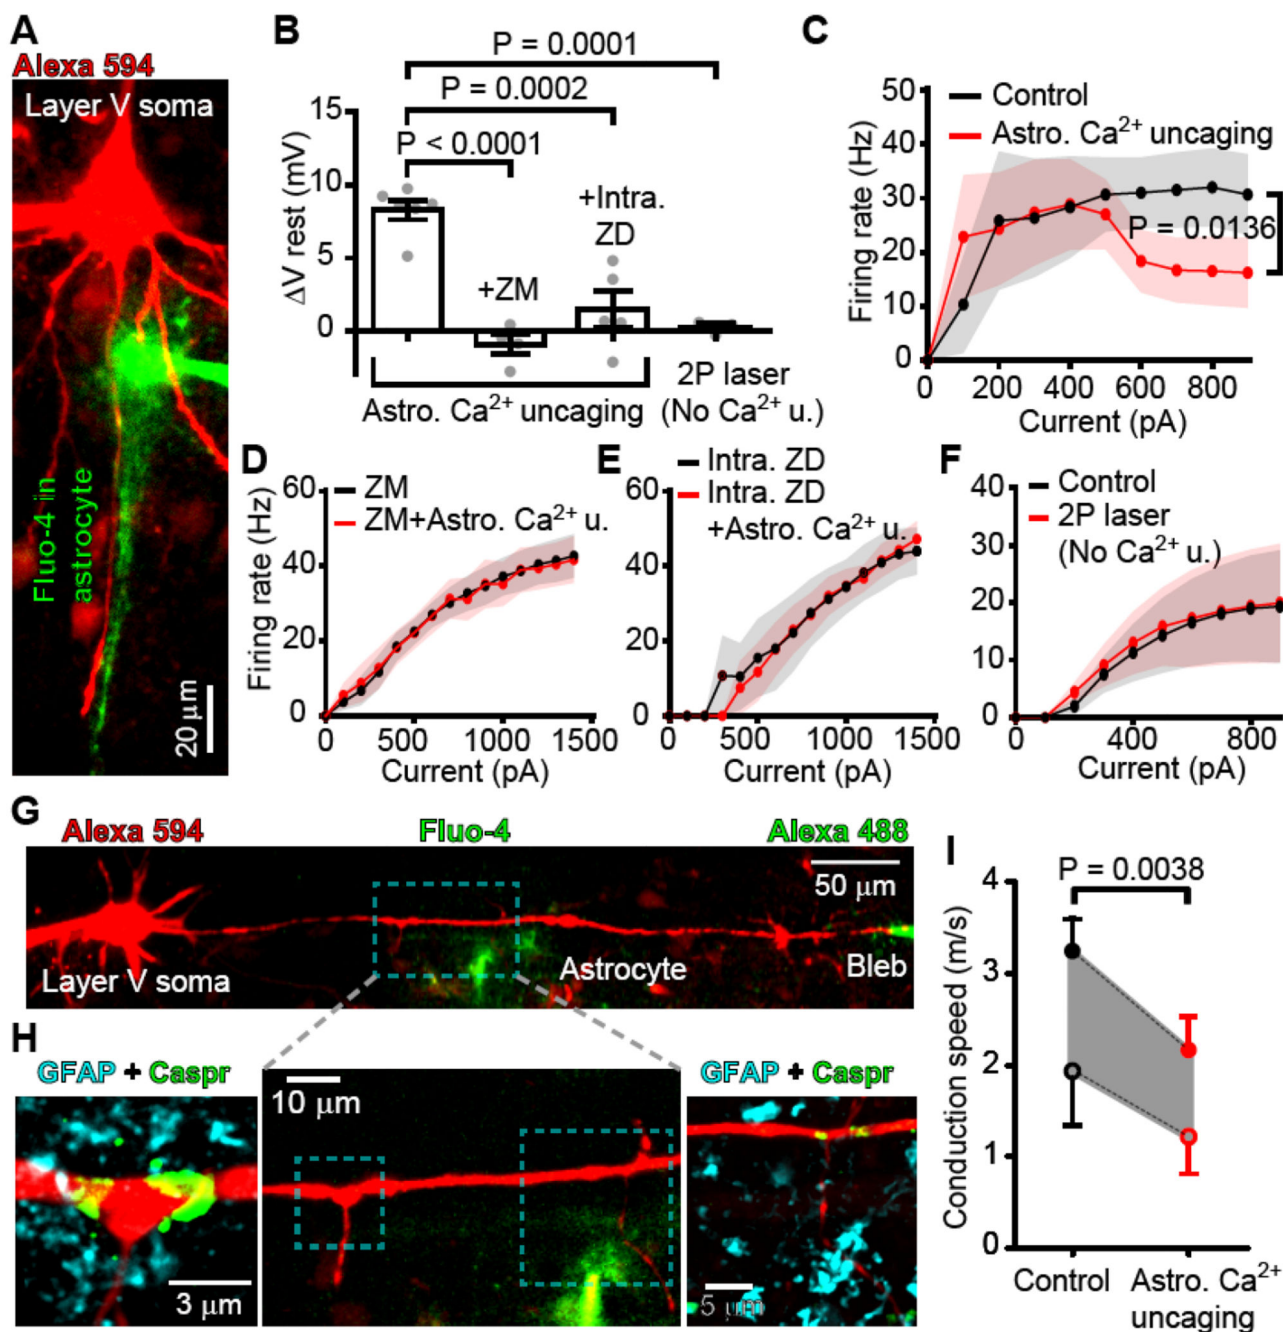 A
Alexa 594
Layer V soma
Fluo-4 in
astrocyte
20 μm
B
P = 0.0001
P = 0.0002
P < 0.0001
ΔV rest (mV)
15
10
5
0
+ZM
+Intra.
ZD
Astro. Ca²⁺ uncaging
2P laser
(No Ca²⁺ u.)
C
Control
Astro. Ca²⁺ uncaging
Firing rate (Hz)
50
40
30
20
10
0
P = 0.0136
0 200 400 600 800
Current (pA)
D
ZM
ZM+Astro. Ca²⁺ u.
Firing rate (Hz)
60
40
20
0
0 500 1000 1500
Current (pA)
E
Intra. ZD
Intra. ZD
+Astro. Ca²⁺ u.
60
40
20
0
500 1000 1500
Current (pA)
F
Control
2P laser
(No Ca²⁺ u.)
40
30
20
10
0
0 400 800
Current (pA)
G
Alexa 594 Fluo-4 Alexa 488
50 μm
Layer V soma
Astrocyte
Bleb
H
GFAP + Caspr
3 μm
10 μm
GFAP + Caspr
5 μm
I
P = 0.0038
Conduction speed (m/s)
4
3
2
1
0
Control
Astro. Ca²⁺
uncaging